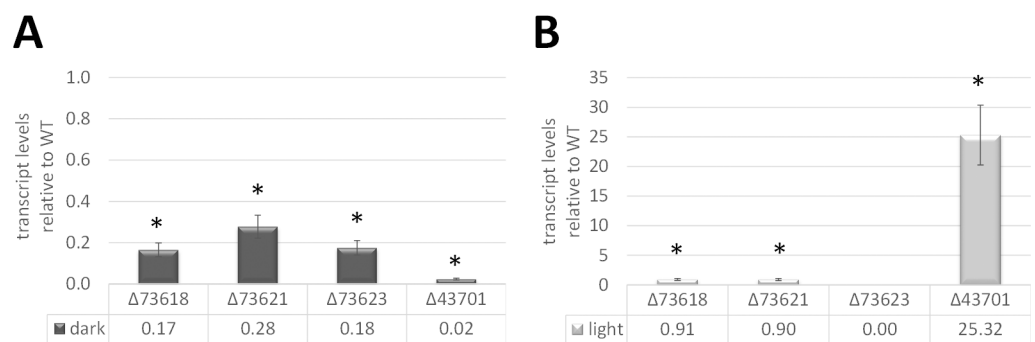 A
transcript levels
relative to WT
1.0
0.8
0.6
0.4
0.2
0.0
*
*
*
*
Δ73618 Δ73621 Δ73623 Δ43701
dark 0.17 0.28 0.18 0.02
B
transcript levels
relative to WT
35
30
25
20
15
10
5
0
*
*
*
Δ73618 Δ73621 Δ73623 Δ43701
light 0.91 0.90 0.00 25.32